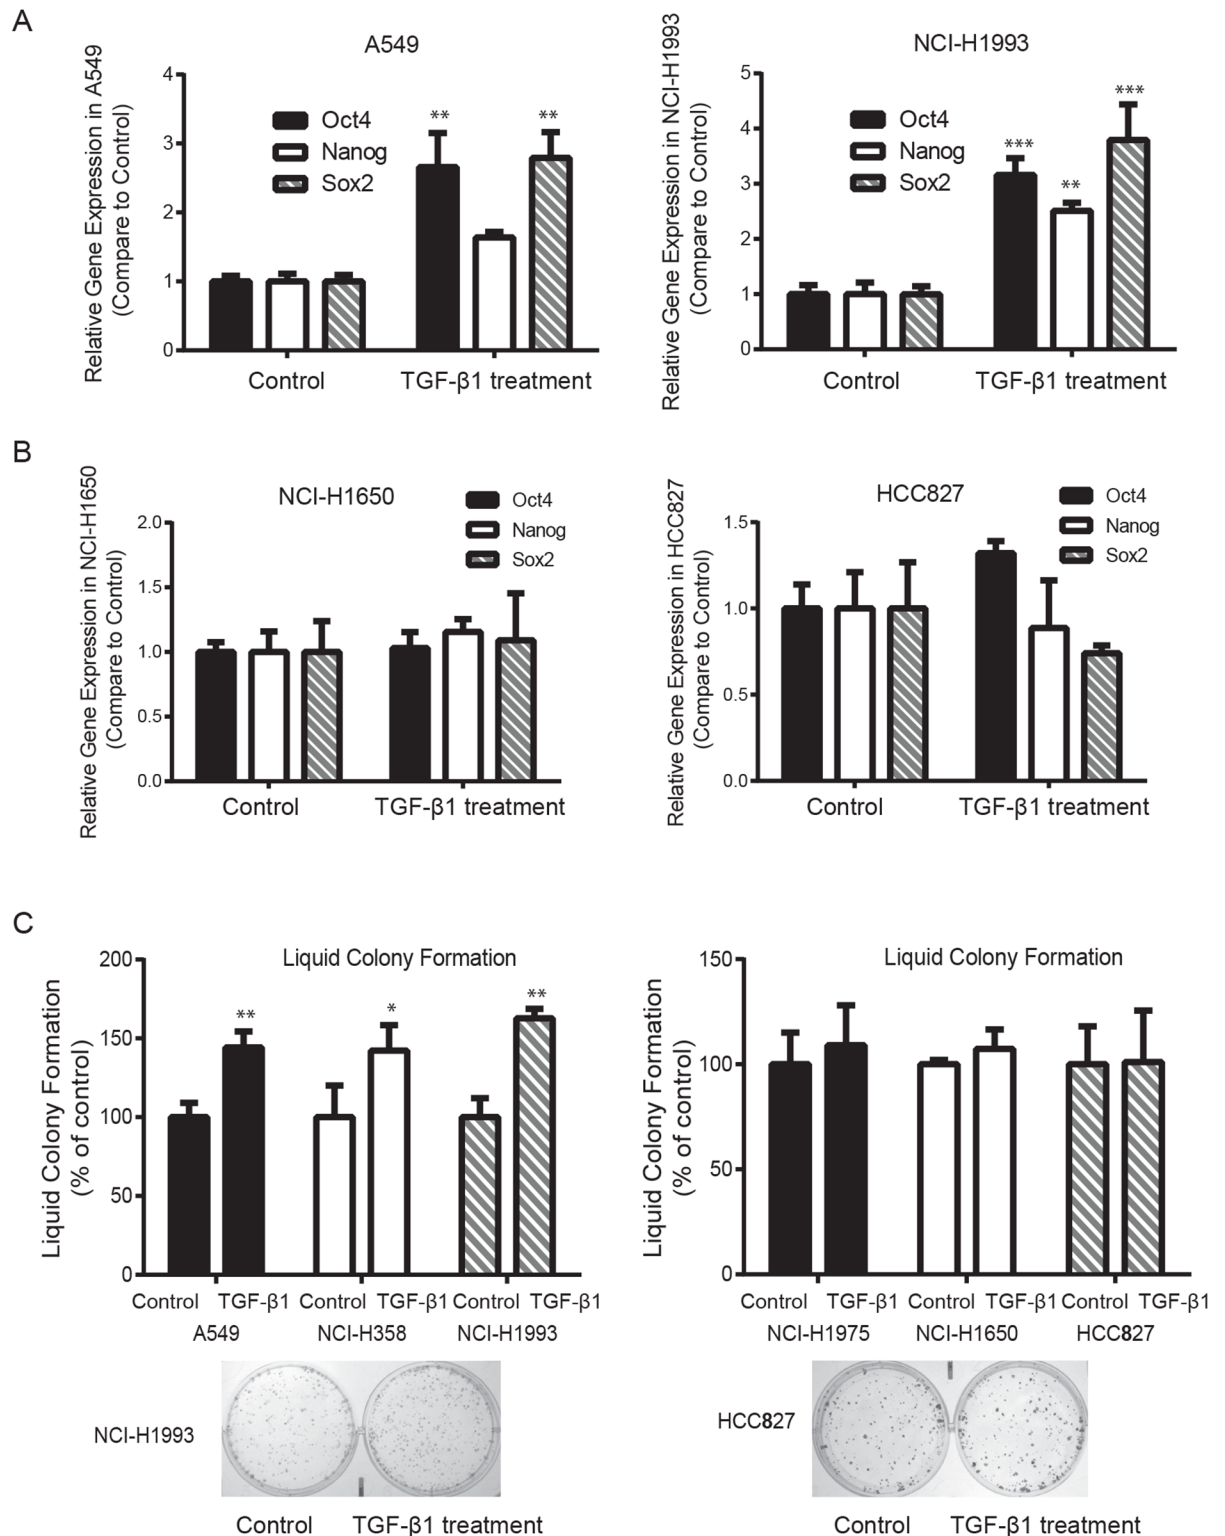 A
A549
Relative Gene Expression in A549
(Compare to Control)
4
3
2
1
0
Oct4
Nanog
Sox2
**
**
Control
TGF-β1 treatment
NCI-H1993
Relative Gene Expression in NCI-H1993
(Compare to Control)
5
4
3
2
1
0
Oct4
Nanog
Sox2
***
**
***
Control
TGF-β1 treatment
B
NCI-H1650
Relative Gene Expression in NCI-H1650
(Compare to Control)
2.0
1.5
1.0
0.5
0.0
Oct4
Nanog
Sox2
Control
TGF-β1 treatment
HCC827
Relative Gene Expression in HCC827
(Compare to Control)
1.5
1.0
0.5
0.0
Oct4
Nanog
Sox2
Control
TGF-β1 treatment
C
Liquid Colony Formation
Liquid Colony Formation
(% of control)
200
150
100
50
0
**
*
**
Control TGF-β1 Control TGF-β1 Control TGF-β1
A549 NCI-H358 NCI-H1993
NCI-H1993
Control TGF-β1 treatment
Liquid Colony Formation
Liquid Colony Formation
(% of control)
150
100
50
0
Control TGF-β1 Control TGF-β1 Control TGF-β1
NCI-H1975 NCI-H1650 HCC827
HCC827
Control TGF-β1 treatment